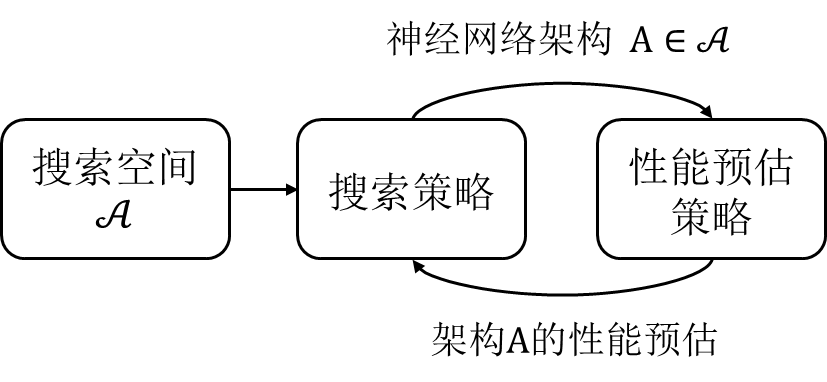 神经网络架构 A ∈ 𝒜
搜索空间
𝒜
搜索策略
性能预估
策略
架构A的性能预估